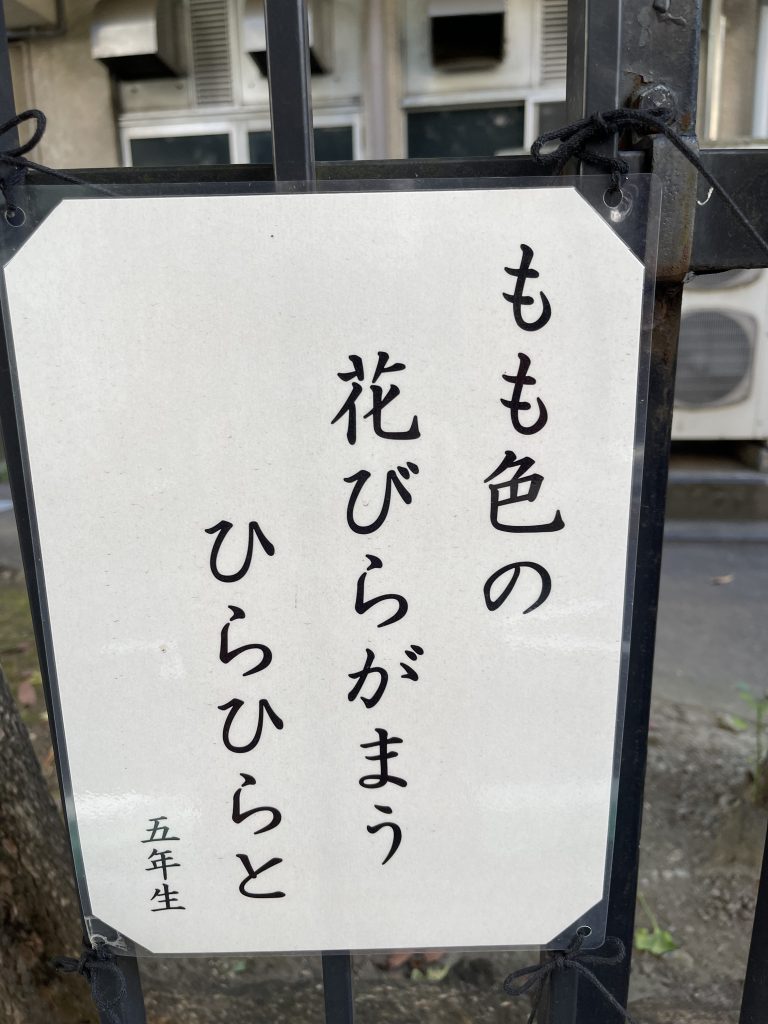 もも色の
花びらがまう
ひらひらと
五年生